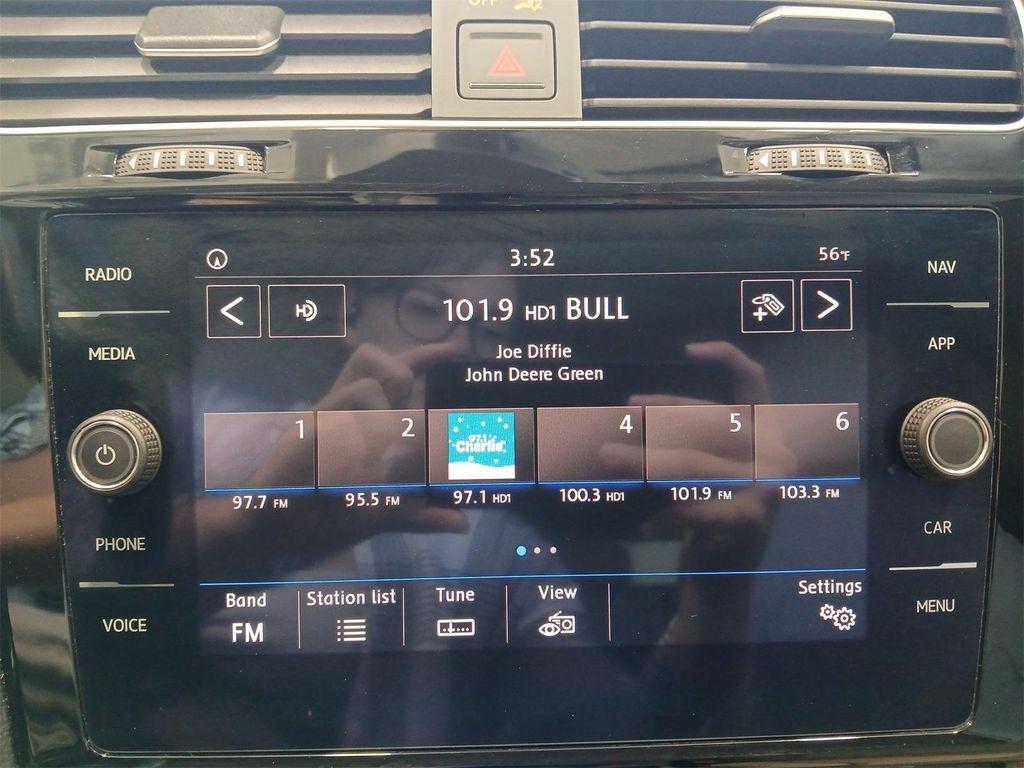 OFF
RADIO
MEDIA
PHONE
VOICE
3:52
56°F
HD
101.9 HD1 BULL
Joe Diffie
John Deere Green
1
2
97.1
Charlie
4
5
6
97.7 FM
95.5 FM
97.1 HD1
100.3 HD1
101.9 FM
103.3 FM
Band
FM
Station list
Tune
View
Settings
NAV
APP
CAR
MENU